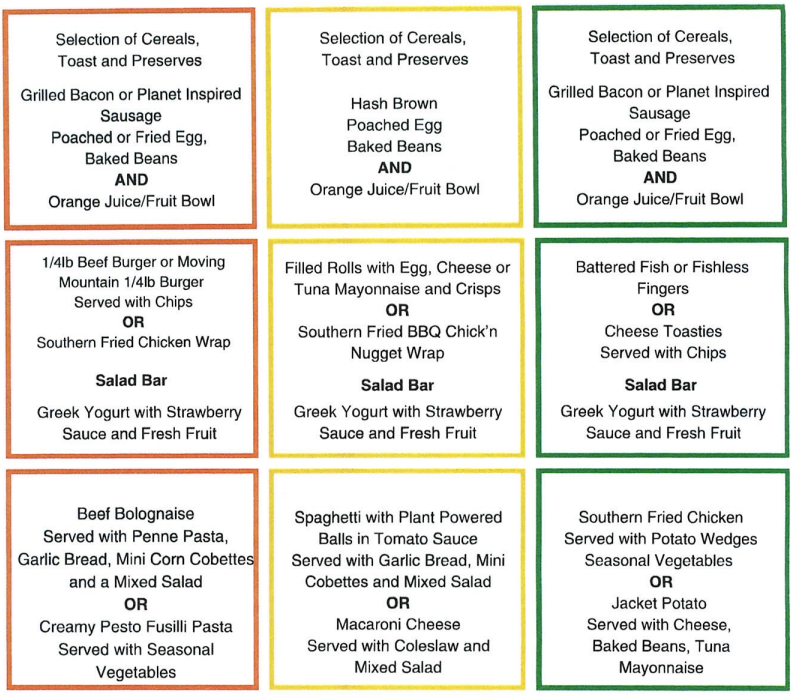 Selection of Cereals,
Toast and Preserves
Grilled Bacon or Planet Inspired
Sausage
Poached or Fried Egg,
Baked Beans
AND
Orange Juice/Fruit Bowl
Selection of Cereals,
Toast and Preserves
Hash Brown
Poached Egg
Baked Beans
AND
Orange Juice/Fruit Bowl
Selection of Cereals,
Toast and Preserves
Grilled Bacon or Planet Inspired
Sausage
Poached or Fried Egg,
Baked Beans
AND
Orange Juice/Fruit Bowl
1/4lb Beef Burger or Moving
Mountain 1/4lb Burger
Served with Chips
OR
Southern Fried Chicken Wrap
Salad Bar
Greek Yogurt with Strawberry
Sauce and Fresh Fruit
Filled Rolls with Egg, Cheese or
Tuna Mayonnaise and Crisps
OR
Southern Fried BBQ Chick'n
Nugget Wrap
Salad Bar
Greek Yogurt with Strawberry
Sauce and Fresh Fruit
Battered Fish or Fishless
Fingers
OR
Cheese Toasties
Served with Chips
Salad Bar
Greek Yogurt with Strawberry
Sauce and Fresh Fruit
Beef Bolognaise
Served with Penne Pasta,
Garlic Bread, Mini Corn Cobettes
and a Mixed Salad
OR
Creamy Pesto Fusilli Pasta
Served with Seasonal
Vegetables
Spaghetti with Plant Powered
Balls in Tomato Sauce
Served with Garlic Bread, Mini
Cobettes and Mixed Salad
OR
Macaroni Cheese
Served with Coleslaw and
Mixed Salad
Southern Fried Chicken
Served with Potato Wedges
Seasonal Vegetables
OR
Jacket Potato
Served with Cheese,
Baked Beans, Tuna
Mayonnaise